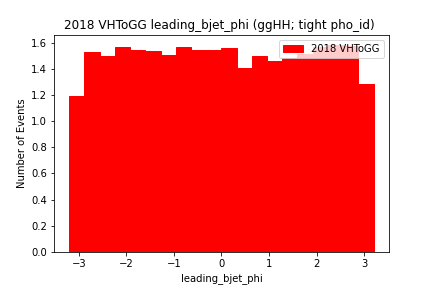 2018 VHToGG leading_bjet_phi (ggHH; tight pho_id)
2018 VHToGG
Number of Events
1.6
1.4
1.2
1.0
0.8
0.6
0.4
0.2
0.0
−3 −2 −1 0 1 2 3
leading_bjet_phi